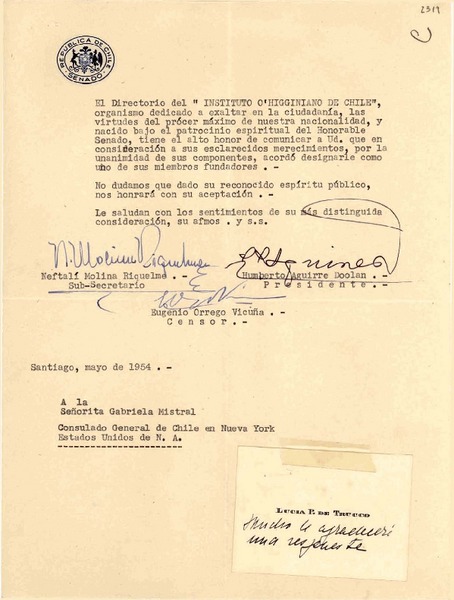 2319
REPUBLICA DE CHILE
SENADO
El Directorio del " INSTITUTO O'HIGGINIANO DE CHILE",
organismo dedicado a exaltar en la ciudadanía, las
virtudes del prócer máximo de nuestra nacionalidad, y
nacido bajo el patrocinio espiritual del Honorable
Senado, tiene el alto honor de comunicar a Ud. que en
consideración a sus esclarecidos merecimientos, por la
unanimidad de sus componentes, acordó designarle como
uno de sus miembros fundadores . -
No dudamos que dado su reconocido espíritu público,
nos honrará con su aceptación . -
Le saludan con los sentimientos de su más distinguida
consideración, su afmos . y s.s.
N. Molina Riquelme
Neftalí Molina Riquelme . -
Sub-Secretario
Humberto Aguirre Doolan . -
P r e s i d e n t e .
Eugenio Orrego Vicuña . -
C e n s o r . -
Santiago, mayo de 1954 . -
A la
Señorita Gabriela Mistral
Consulado General de Chile en Nueva York
Estados Unidos de N. A.
LUCIA P. DE TRUCCO
Mucho le agradeceré
una respuesta